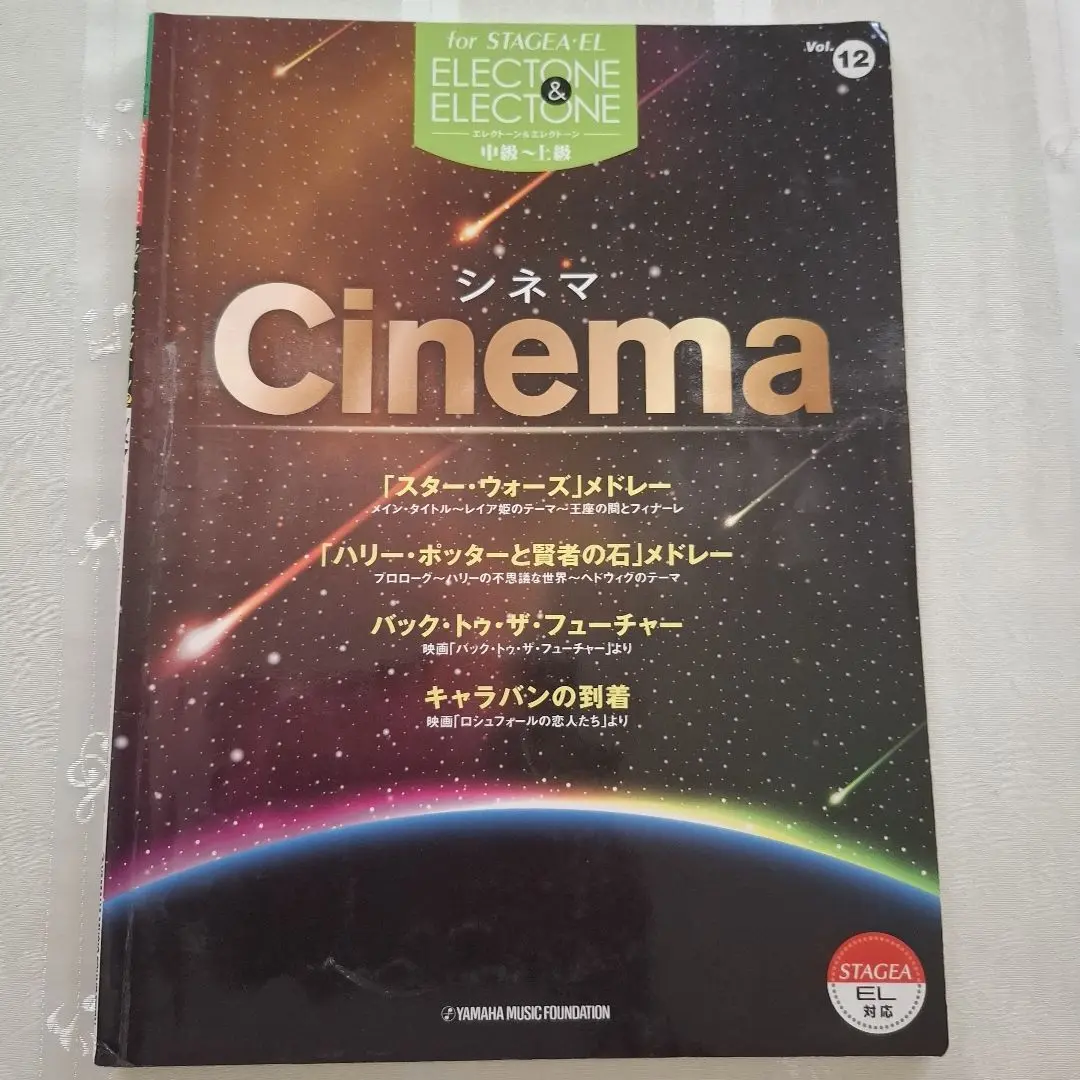 for STAGEA・EL
Vol. 12
ELECTONE
&
ELECTONE
エレクトーン&エレクトーン
中級〜上級
シネマ
Cinema
「スター・ウォーズ」メドレー
メイン・タイトル〜レイア姫のテーマ〜王座の間とフィナーレ
「ハリー・ポッターと賢者の石」メドレー
プロローグ〜ハリーの不思議な世界〜ヘドウィグのテーマ
バック・トゥ・ザ・フューチャー
映画「バック・トゥ・ザ・フューチャー」より
キャラバンの到着
映画「ロシュフォールの恋人たち」より
STAGEA
EL
対応
YAMAHA MUSIC FOUNDATION